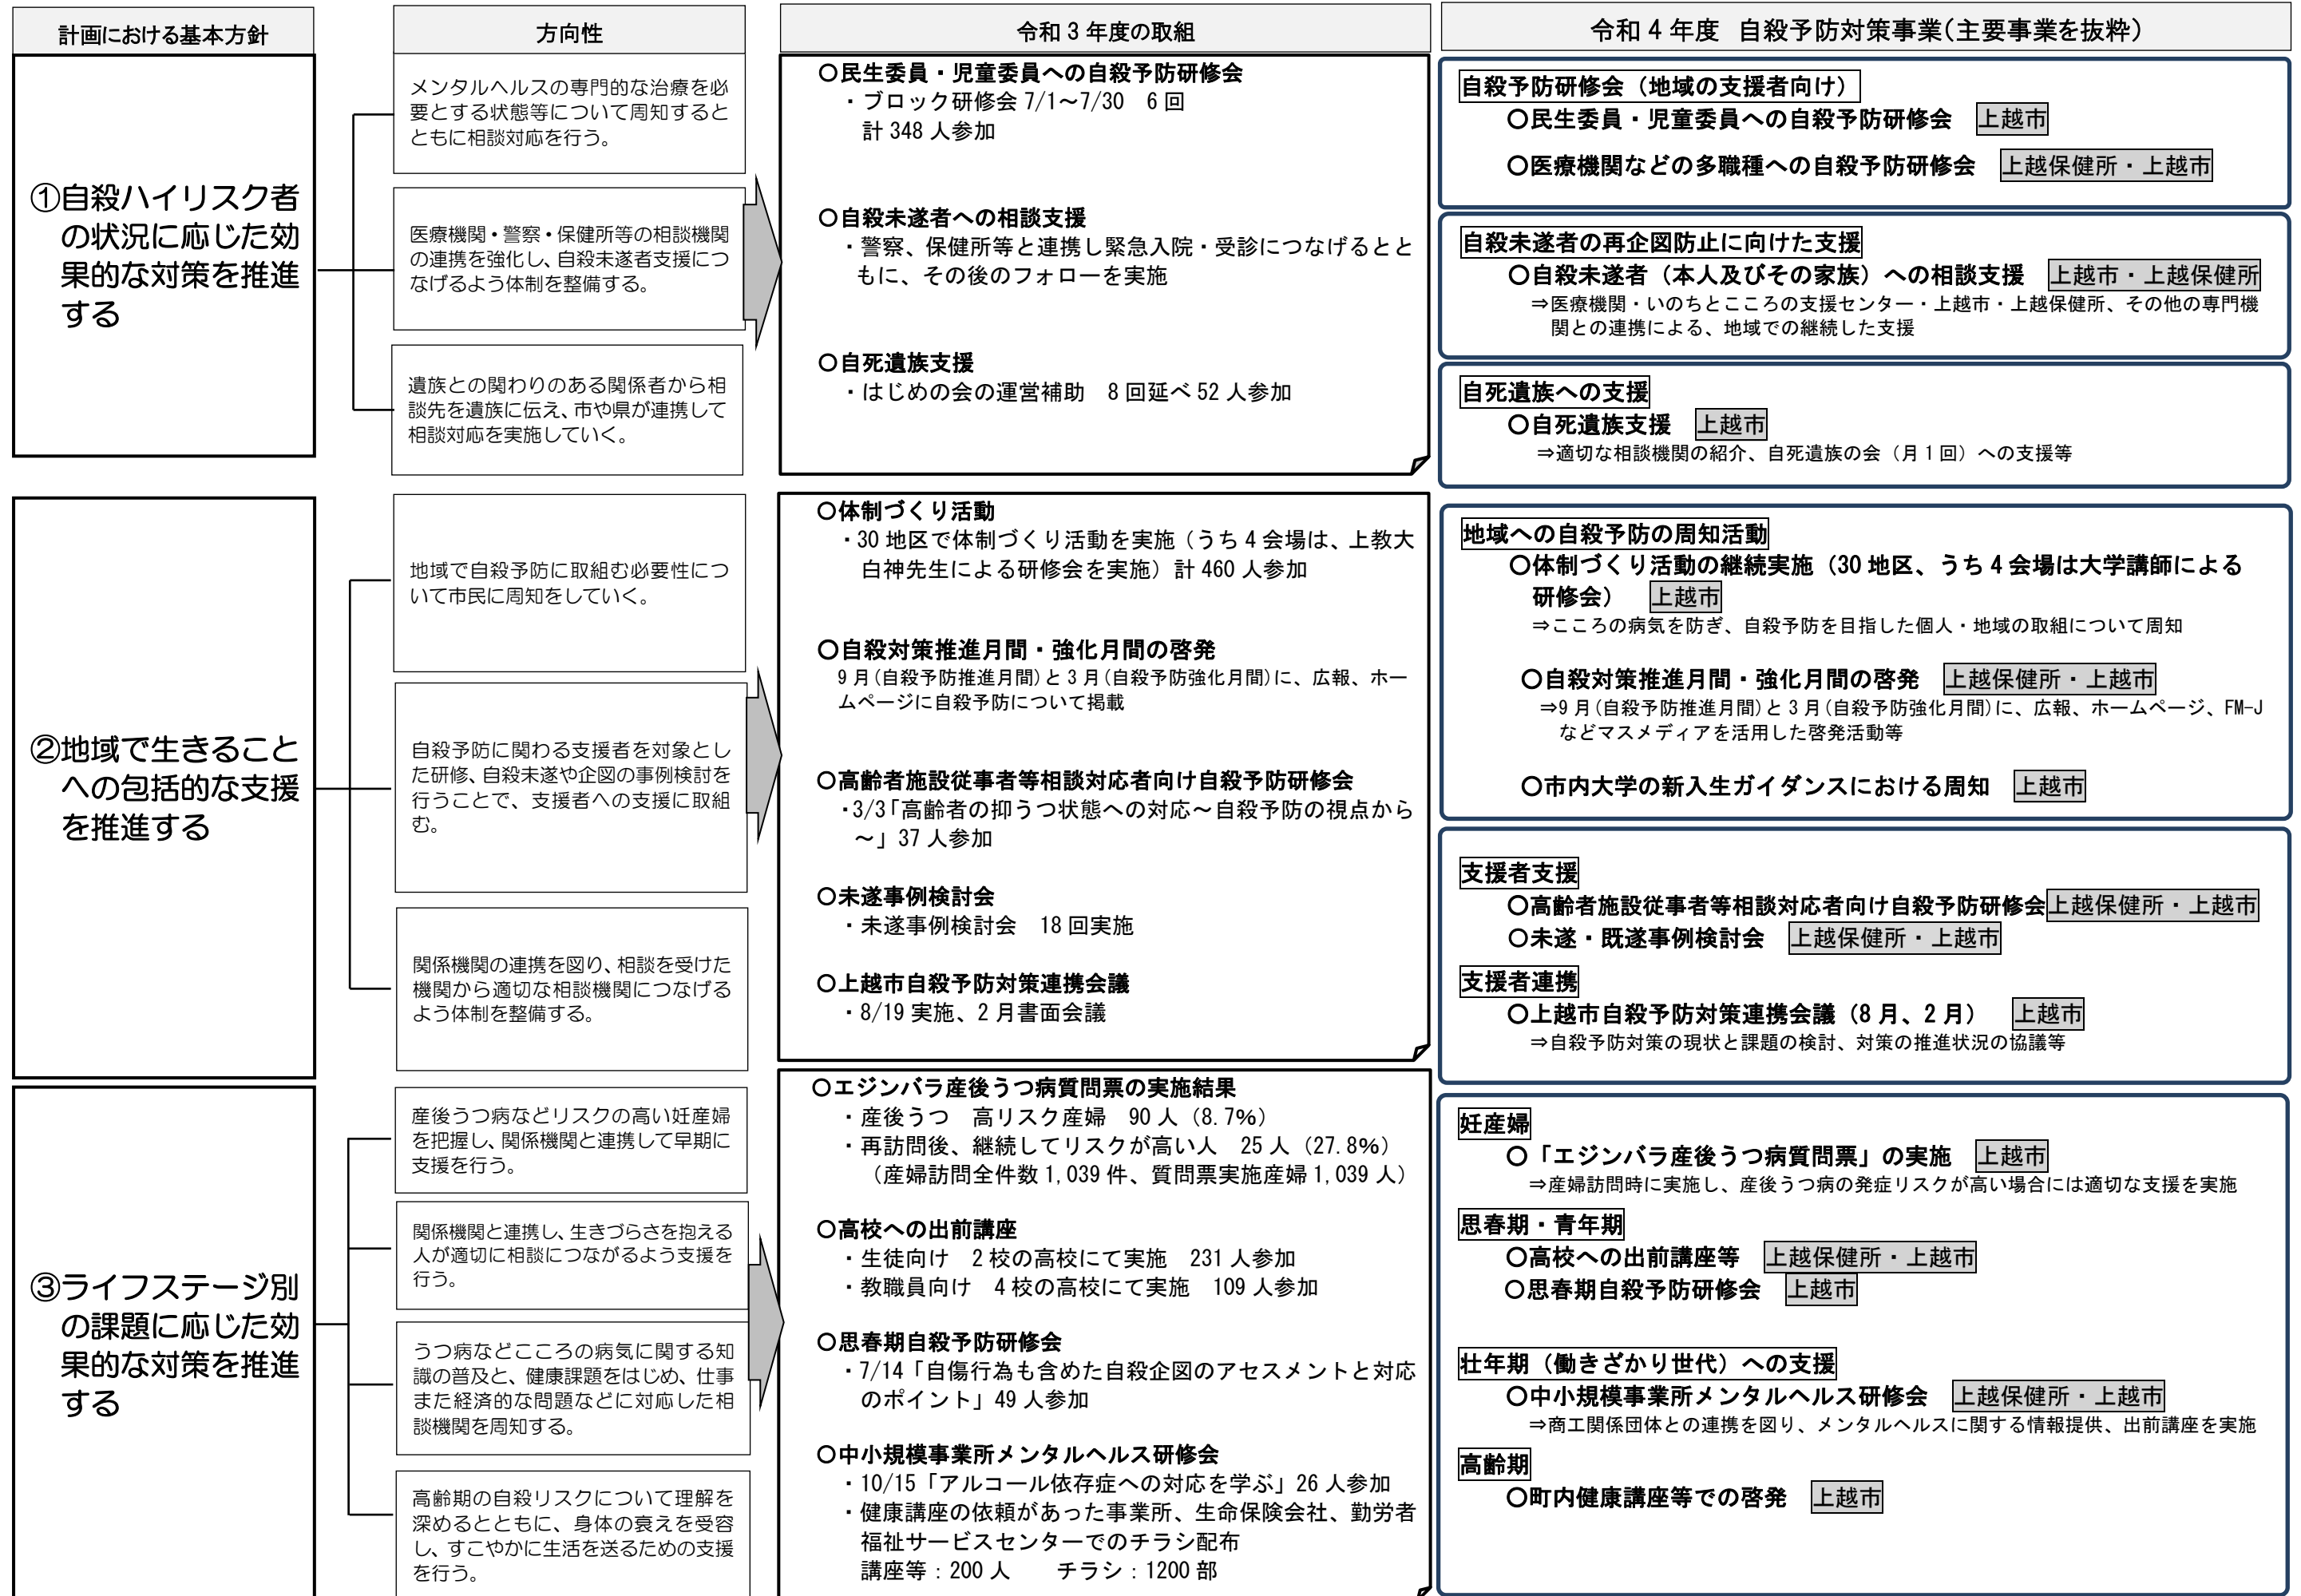 計画における基本方針
方向性
令和３年度の取組
令和４年度　自殺予防対策事業(主要事業を抜粋)
①自殺ハイリスク者
の状況に応じた効
果的な対策を推進
する
メンタルヘルスの専門的な治療を必
要とする状態等について周知すると
ともに相談対応を行う。
医療機関・警察・保健所等の相談機関
の連携を強化し、自殺未遂者支援につ
なげるよう体制を整備する。
遺族との関わりのある関係者から相
談先を遺族に伝え、市や県が連携して
相談対応を実施していく。
〇民生委員・児童委員への自殺予防研修会
・ブロック研修会 7/1～7/30　6 回
計 348 人参加
〇自殺未遂者への相談支援
・警察、保健所等と連携し緊急入院・受診につなげるとと
もに、その後のフォローを実施
〇自死遺族支援
・はじめの会の運営補助　8 回延べ 52 人参加
自殺予防研修会（地域の支援者向け）
〇民生委員・児童委員への自殺予防研修会　上越市
〇医療機関などの多職種への自殺予防研修会　上越保健所・上越市
自殺未遂者の再企図防止に向けた支援
〇自殺未遂者（本人及びその家族）への相談支援　上越市・上越保健所
⇒医療機関・いのちとこころの支援センター・上越市・上越保健所、その他の専門機
関との連携による、地域での継続した支援
自死遺族への支援
〇自死遺族支援　上越市
⇒適切な相談機関の紹介、自死遺族の会（月１回）への支援等
②地域で生きること
への包括的な支援
を推進する
地域で自殺予防に取組む必要性につ
いて市民に周知をしていく。
自殺予防に関わる支援者を対象とし
た研修、自殺未遂や企図の事例検討を
行うことで、支援者への支援に取組
む。
関係機関の連携を図り、相談を受けた
機関から適切な相談機関につなげる
よう体制を整備する。
〇体制づくり活動
・30 地区で体制づくり活動を実施（うち４会場は、上教大
白神先生による研修会を実施）計 460 人参加
〇自殺対策推進月間・強化月間の啓発
9 月(自殺予防推進月間)と 3 月(自殺予防強化月間)に、広報、ホー
ムページに自殺予防について掲載
〇高齢者施設従事者等相談対応者向け自殺予防研修会
・3/3「高齢者の抑うつ状態への対応～自殺予防の視点から
～」37 人参加
〇未遂事例検討会
・未遂事例検討会　18 回実施
〇上越市自殺予防対策連携会議
・8/19 実施、2 月書面会議
地域への自殺予防の周知活動
〇体制づくり活動の継続実施（30 地区、うち４会場は大学講師による
研修会）　上越市
⇒こころの病気を防ぎ、自殺予防を目指した個人・地域の取組について周知
〇自殺対策推進月間・強化月間の啓発　上越保健所・上越市
⇒9 月(自殺予防推進月間)と 3 月(自殺予防強化月間)に、広報、ホームページ、FM-J
などマスメディアを活用した啓発活動等
〇市内大学の新入生ガイダンスにおける周知　上越市
支援者支援
〇高齢者施設従事者等相談対応者向け自殺予防研修会上越保健所・上越市
〇未遂・既遂事例検討会　上越保健所・上越市
支援者連携
〇上越市自殺予防対策連携会議（8 月、2 月）　上越市
⇒自殺予防対策の現状と課題の検討、対策の推進状況の協議等
③ライフステージ別
の課題に応じた効
果的な対策を推進
する
産後うつ病などリスクの高い妊産婦
を把握し、関係機関と連携して早期に
支援を行う。
関係機関と連携し、生きづらさを抱える
人が適切に相談につながるよう支援を
行う。
うつ病などこころの病気に関する知
識の普及と、健康課題をはじめ、仕事
また経済的な問題などに対応した相
談機関を周知する。
高齢期の自殺リスクについて理解を
深めるとともに、身体の衰えを受容
し、すこやかに生活を送るための支援
を行う。
〇エジンバラ産後うつ病質問票の実施結果
・産後うつ　高リスク産婦　90 人（8.7％）
・再訪問後、継続してリスクが高い人　25 人（27.8％）
（産婦訪問全件数 1,039 件、質問票実施産婦 1,039 人）
〇高校への出前講座
・生徒向け　2 校の高校にて実施　231 人参加
・教職員向け　4 校の高校にて実施　109 人参加
〇思春期自殺予防研修会
・7/14「自傷行為も含めた自殺企図のアセスメントと対応
のポイント」49 人参加
〇中小規模事業所メンタルヘルス研修会
・10/15「アルコール依存症への対応を学ぶ」26 人参加
・健康講座の依頼があった事業所、生命保険会社、勤労者
福祉サービスセンターでのチラシ配布
講座等：200 人　　チラシ：1200 部
妊産婦
〇「エジンバラ産後うつ病質問票」の実施　上越市
⇒産婦訪問時に実施し、産後うつ病の発症リスクが高い場合には適切な支援を実施
思春期・青年期
〇高校への出前講座等　上越保健所・上越市
〇思春期自殺予防研修会　上越市
壮年期（働きざかり世代）への支援
〇中小規模事業所メンタルヘルス研修会　上越保健所・上越市
⇒商工関係団体との連携を図り、メンタルヘルスに関する情報提供、出前講座を実施
高齢期
〇町内健康講座等での啓発　上越市